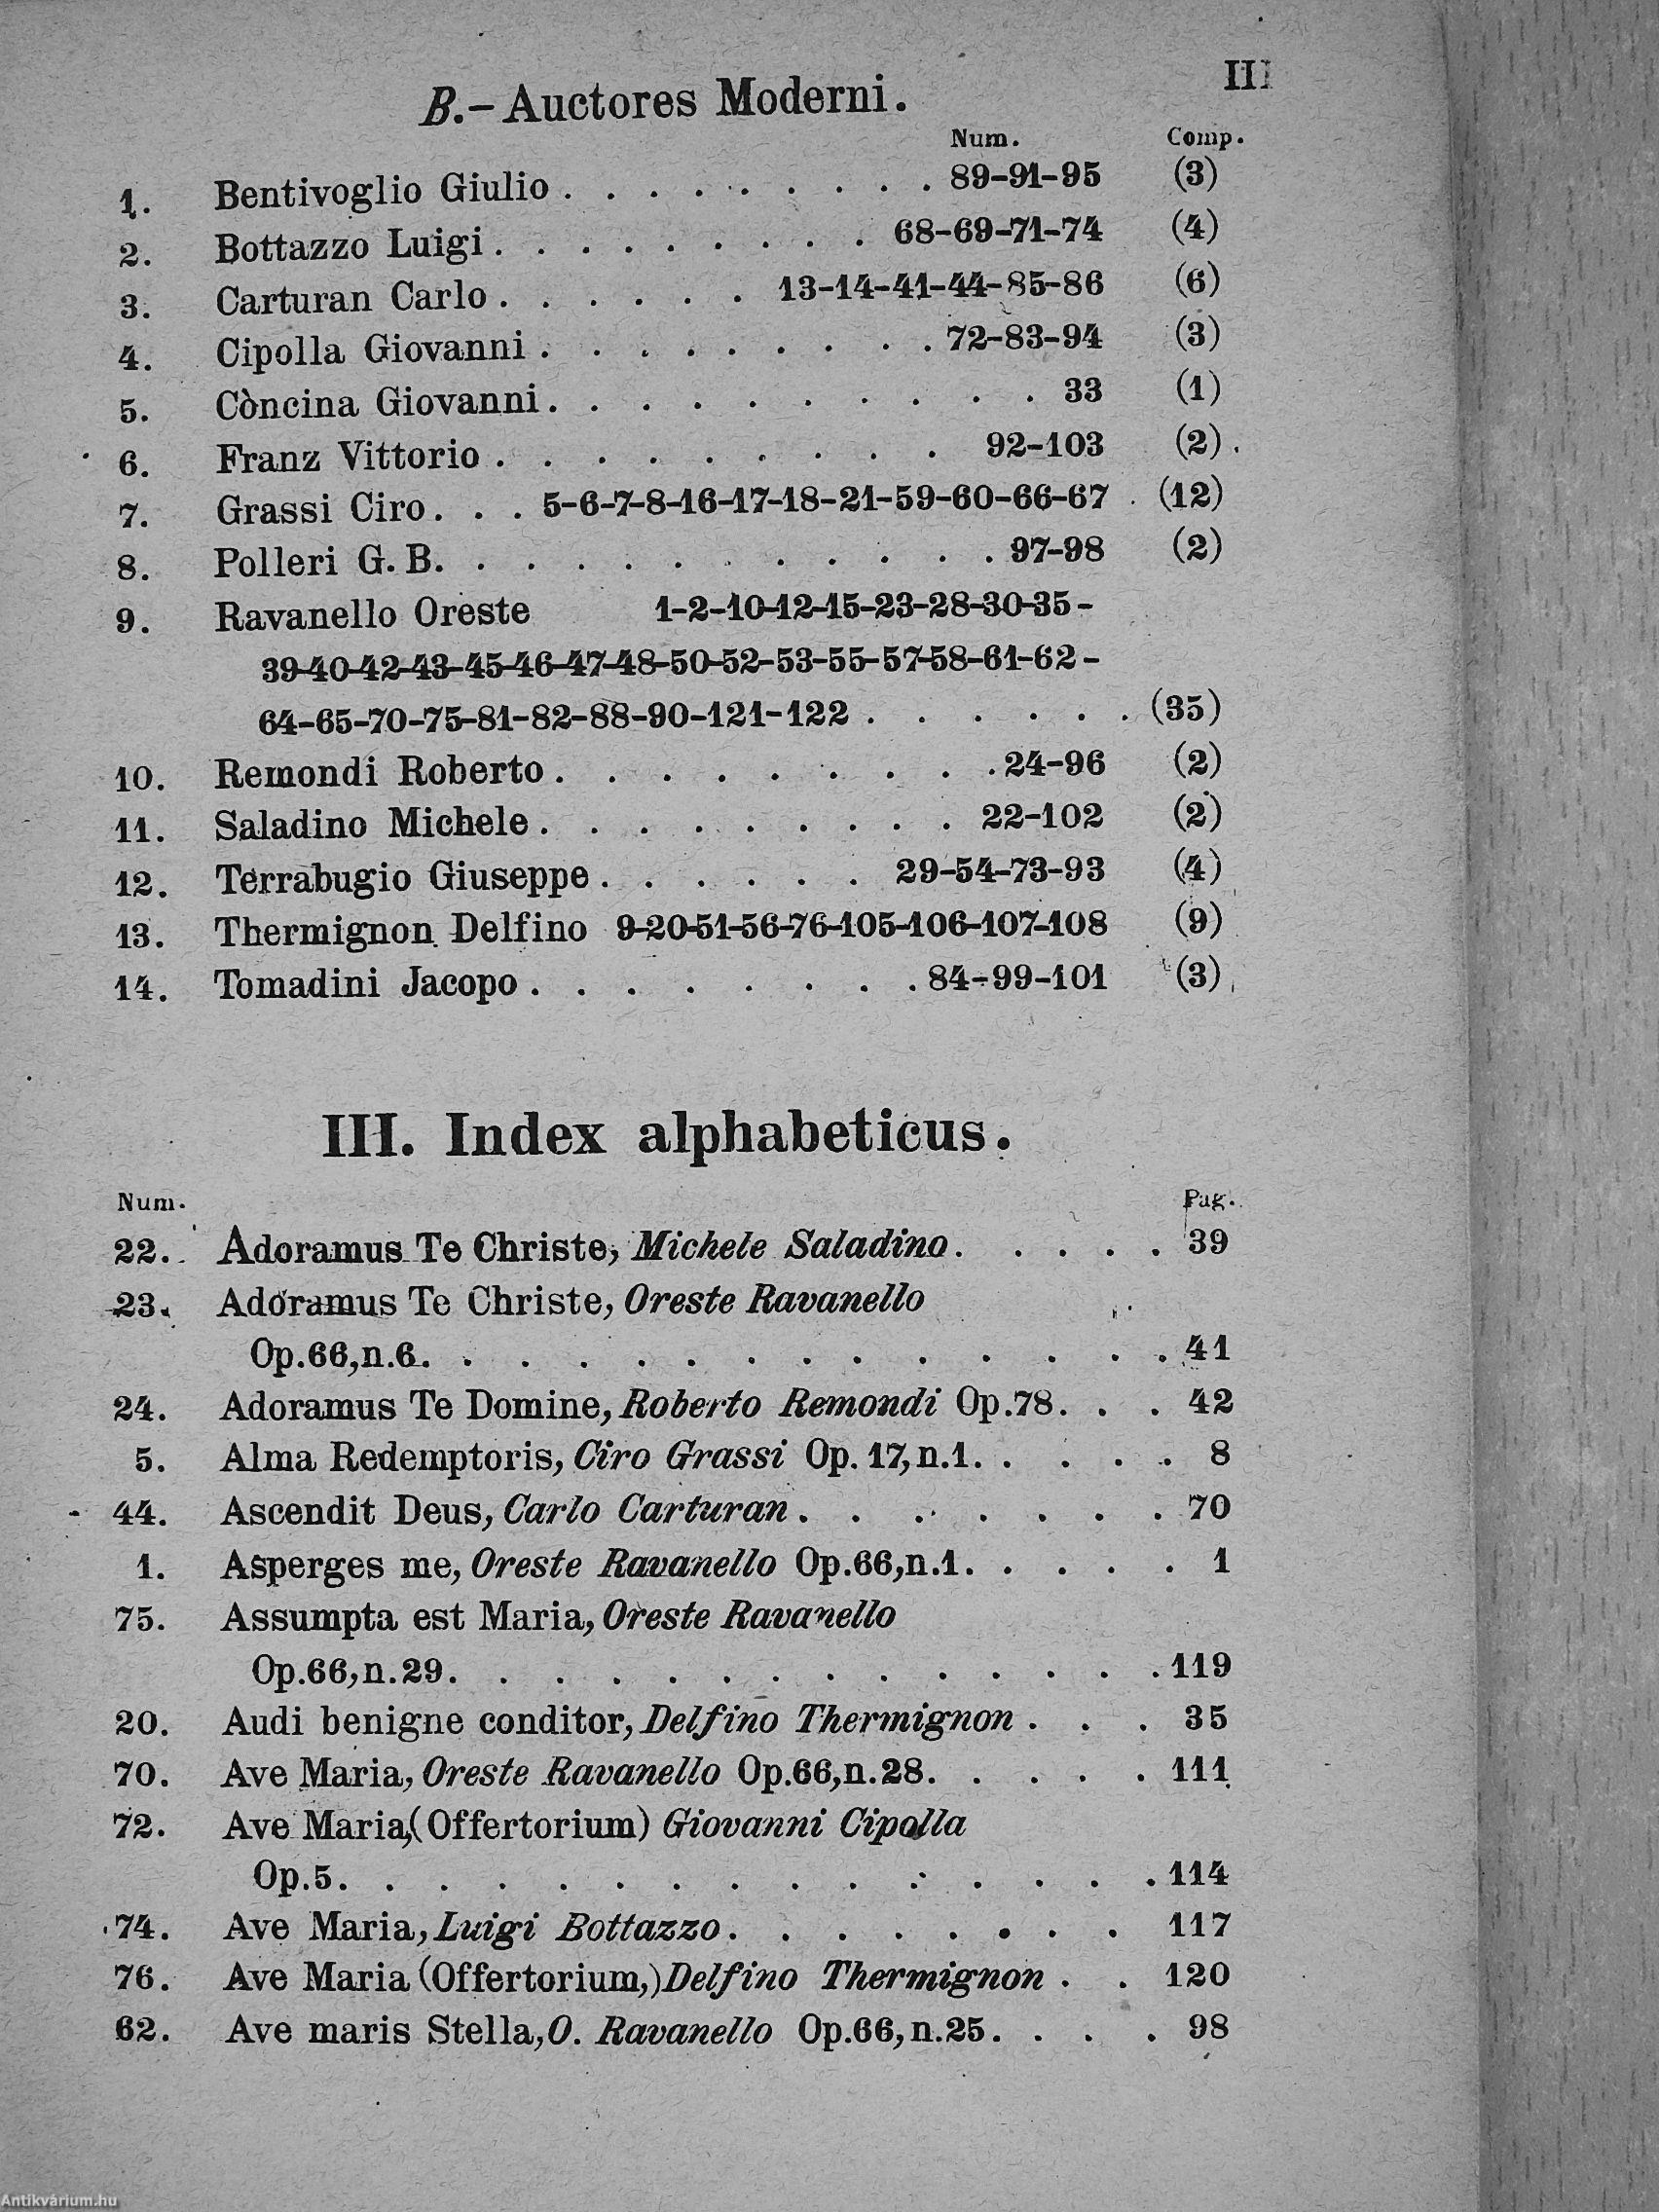 III
B.- Auctores Moderni.
Num. Comp.
1. Bentivoglio Giulio . . . . . . . . . 89-91-95 (3)
2. Bottazzo Luigi . . . . . . . . 68-69-71-74 (4)
3. Carturan Carlo . . . . . . 13-14-41-44-85-86 (6)
4. Cipolla Giovanni . . . . . . . . . 72-83-94 (3)
5. Còncina Giovanni . . . . . . . . . . 33 (1)
6. Franz Vittorio . . . . . . . . . 92-103 (2)
7. Grassi Ciro . . . 5-6-7-8-16-17-18-21-59-60-66-67 (12)
8. Polleri G. B. . . . . . . . . . . 97-98 (2)
9. Ravanello Oreste 1-2-10-12-15-23-28-30-35-
39-40-42-43-45-46-47-48-50-52-53-55-57-58-61-62-
64-65-70-75-81-82-88-90-121-122 . . . . . . (35)
10. Remondi Roberto . . . . . . . . . 24-96 (2)
11. Saladino Michele . . . . . . . . . 22-102 (2)
12. Terrabugio Giuseppe . . . . . . 29-54-73-93 (4)
13. Thermignon Delfino 9-20-51-56-76-105-106-107-108 (9)
14. Tomadini Jacopo . . . . . . . . 84-99-101 (3)
III. Index alphabeticus.
Num. Pag.
22. Adoramus Te Christe, Michele Saladino . . . . . 39
23. Adoramus Te Christe, Oreste Ravanello
Op.66,n.6. . . . . . . . . . . . . . 41
24. Adoramus Te Domine, Roberto Remondi Op.78. . . 42
5. Alma Redemptoris, Ciro Grassi Op. 17,n.1. . . . . 8
44. Ascendit Deus, Carlo Carturan . . . . . . . 70
1. Asperges me, Oreste Ravanello Op.66,n.1. . . . . 1
75. Assumpta est Maria, Oreste Ravanello
Op.66,n.29. . . . . . . . . . . . . 119
20. Audi benigne conditor, Delfino Thermignon . . . 35
70. Ave Maria, Oreste Ravanello Op.66,n.28. . . . . 111
72. Ave Maria,(Offertorium) Giovanni Cipolla
Op.5. . . . . . . . . . . . . . . 114
74. Ave Maria, Luigi Bottazzo . . . . . . . . 117
76. Ave Maria (Offertorium,) Delfino Thermignon . . 120
62. Ave maris Stella, O. Ravanello Op.66,n.25. . . . 98
Antikvárium.hu